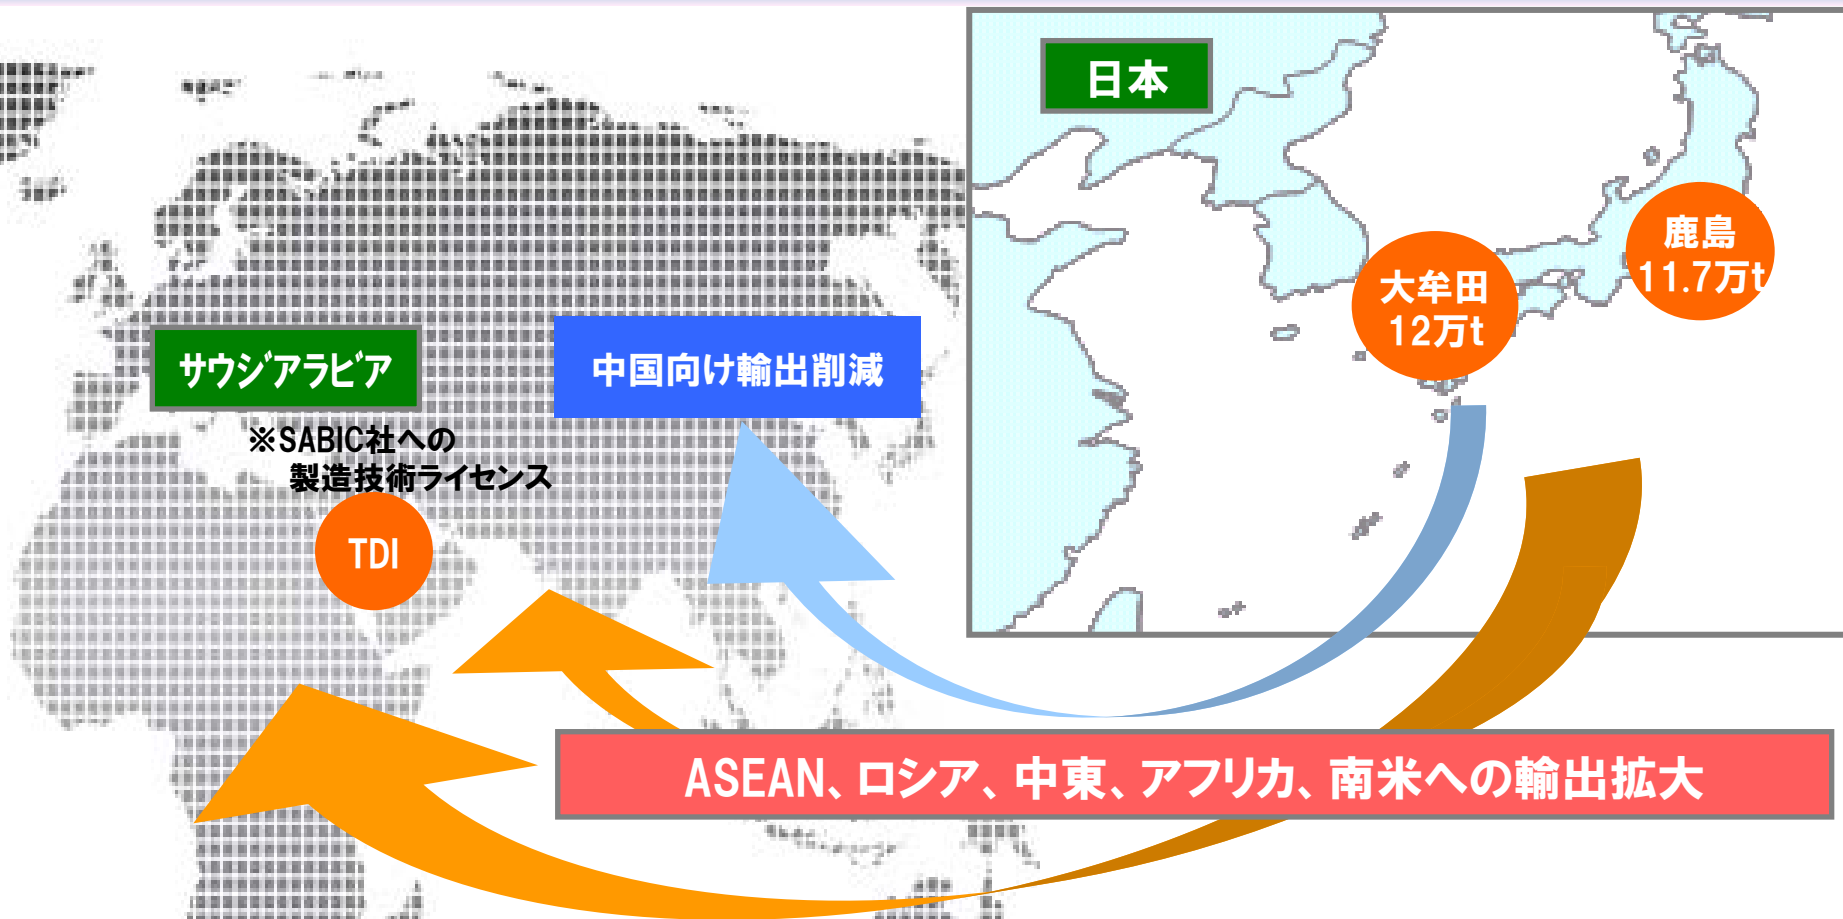 日本
鹿島
11.7万t
大牟田
12万t
サウジアラビア
中国向け輸出削減
※SABIC社への
製造技術ライセンス
TDI
ASEAN、ロシア、中東、アフリカ、南米への輸出拡大